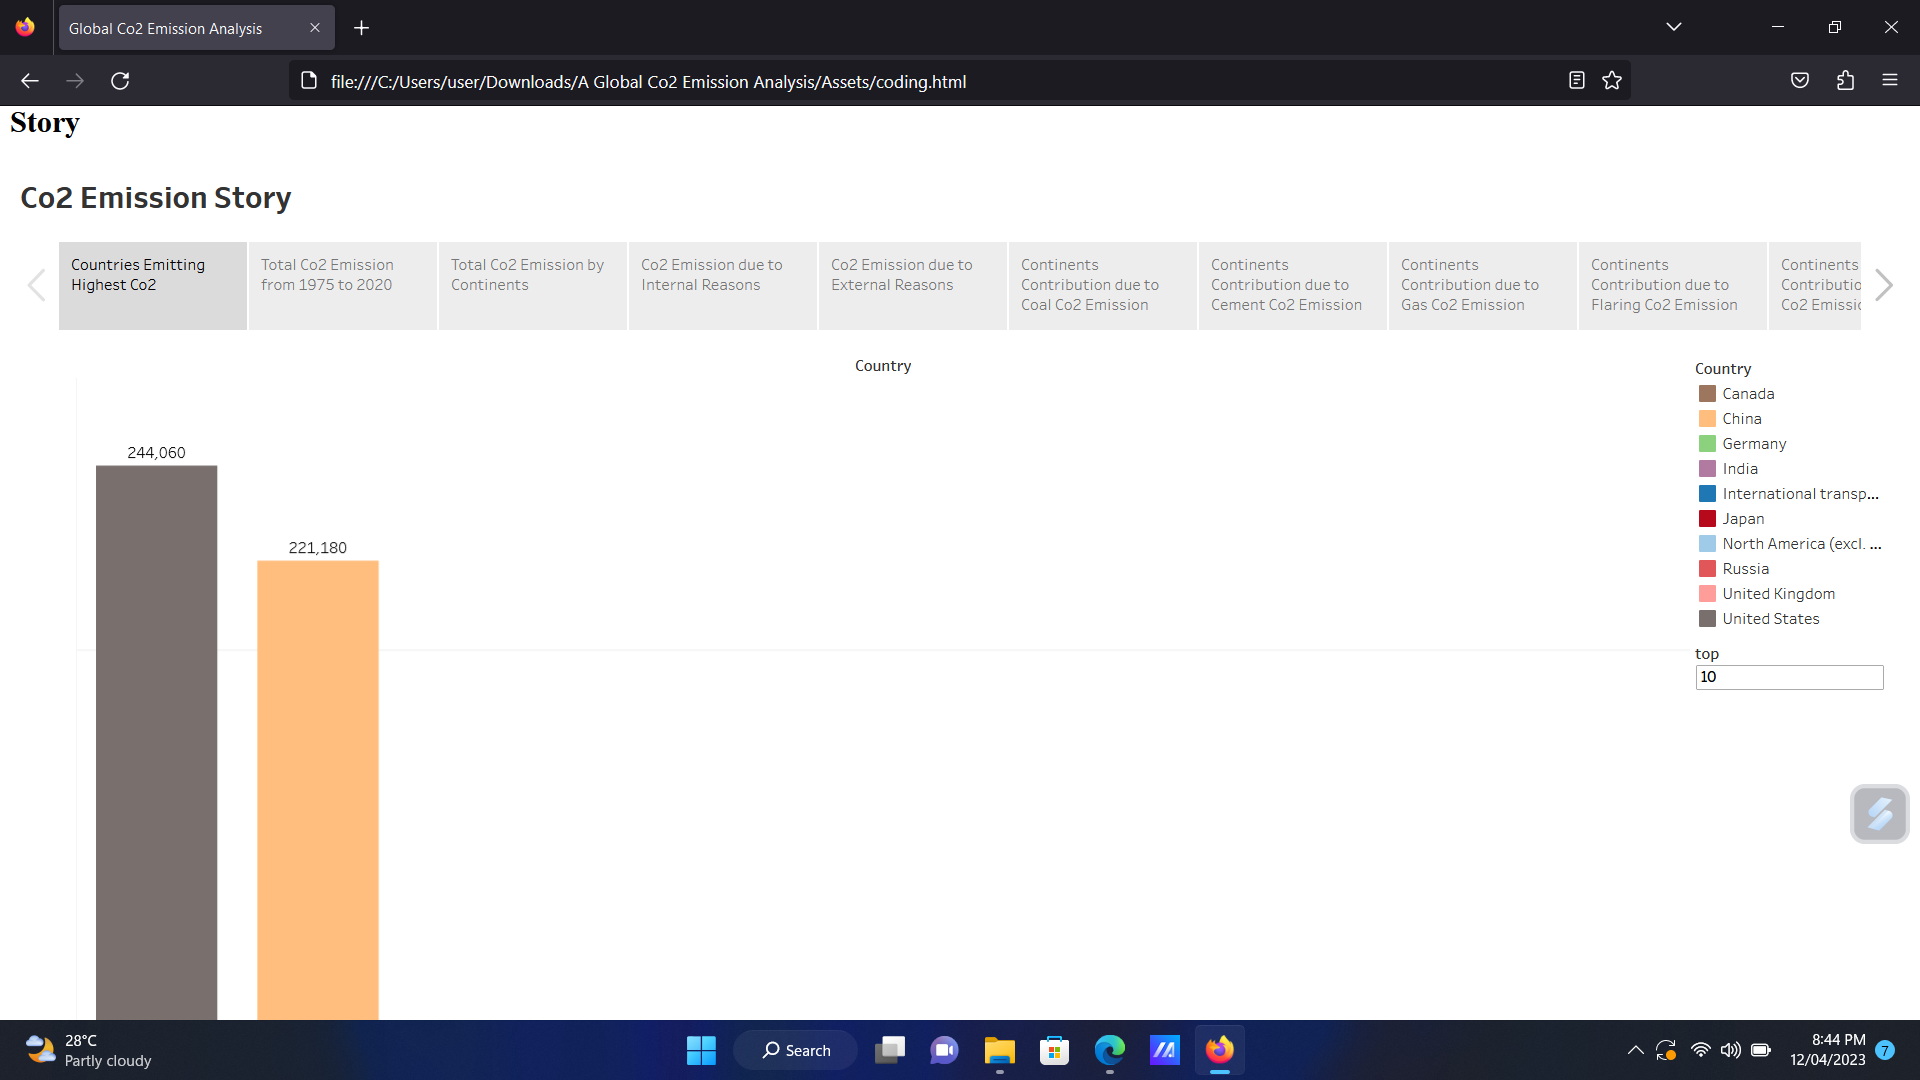 Global Co2 Emission Analysis
file:///C:/Users/user/Downloads/A Global Co2 Emission Analysis/Assets/coding.html
Story
Co2 Emission Story
Countries Emitting
Highest Co2
Total Co2 Emission
from 1975 to 2020
Total Co2 Emission by
Continents
Co2 Emission due to
Internal Reasons
Co2 Emission due to
External Reasons
Continents
Contribution due to
Coal Co2 Emission
Continents
Contribution due to
Cement Co2 Emission
Continents
Contribution due to
Gas Co2 Emission
Continents
Contribution due to
Flaring Co2 Emission
Continents
Contributio
Co2 Emissic
Country
244,060
221,180
Country
Canada
China
Germany
India
International transp...
Japan
North America (excl. ...
Russia
United Kingdom
United States
top
10
28°C
Partly cloudy
Search
8:44 PM
12/04/2023
7